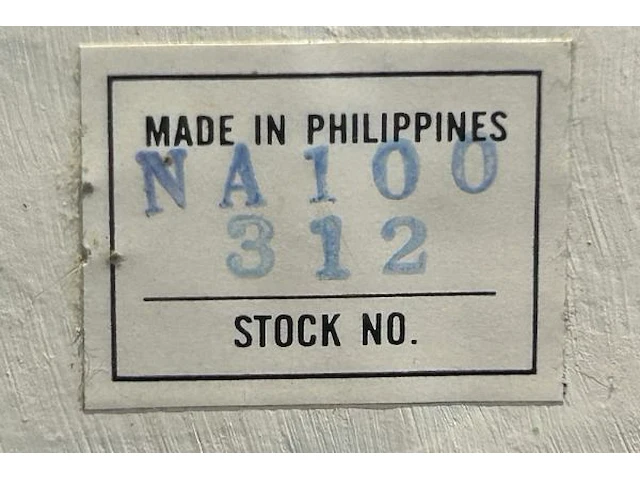 MADE IN PHILIPPINES
NA100
312
STOCK NO.